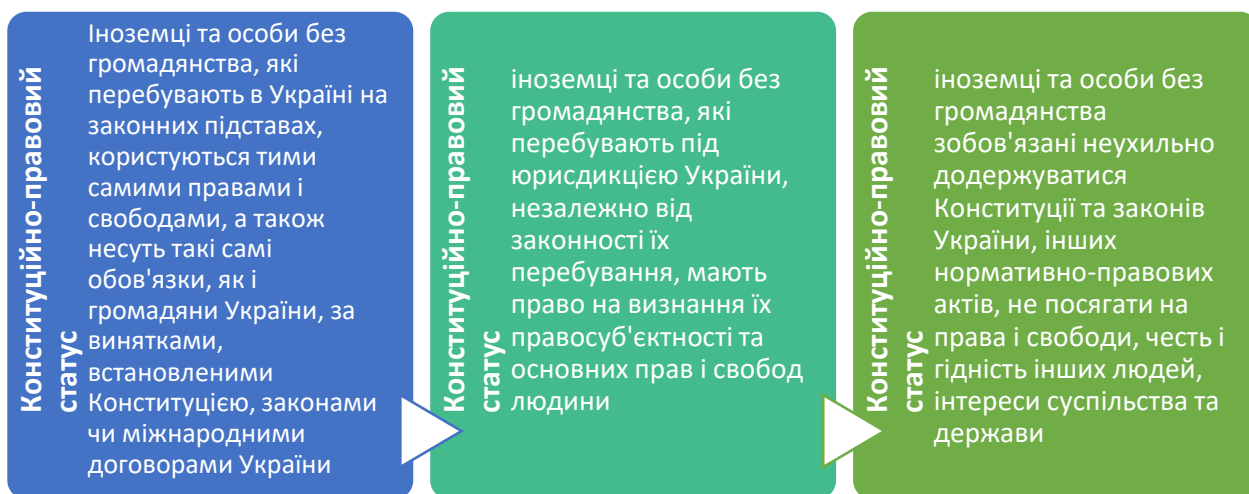 Конституційно-правовий
статус
Іноземці та особи без
громадянства, які
перебувають в Україні на
законних підставах,
користуються тими
самими правами і
свободами, а також
несуть такі самі
обов'язки, як і
громадяни України, за
винятками,
встановленими
Конституцією, законами
чи міжнародними
договорами України
Конституційно-правовий
статус
іноземці та особи без
громадянства, які
перебувають під
юрисдикцією України,
незалежно від
законності їх
перебування, мають
право на визнання їх
правосуб'єктності та
основних прав і свобод
людини
Конституційно-правовий
статус
іноземці та особи без
громадянства
зобов'язані неухильно
додержуватися
Конституції та законів
України, інших
нормативно-правових
актів, не посягати на
права і свободи, честь і
гідність інших людей,
інтереси суспільства та
держави